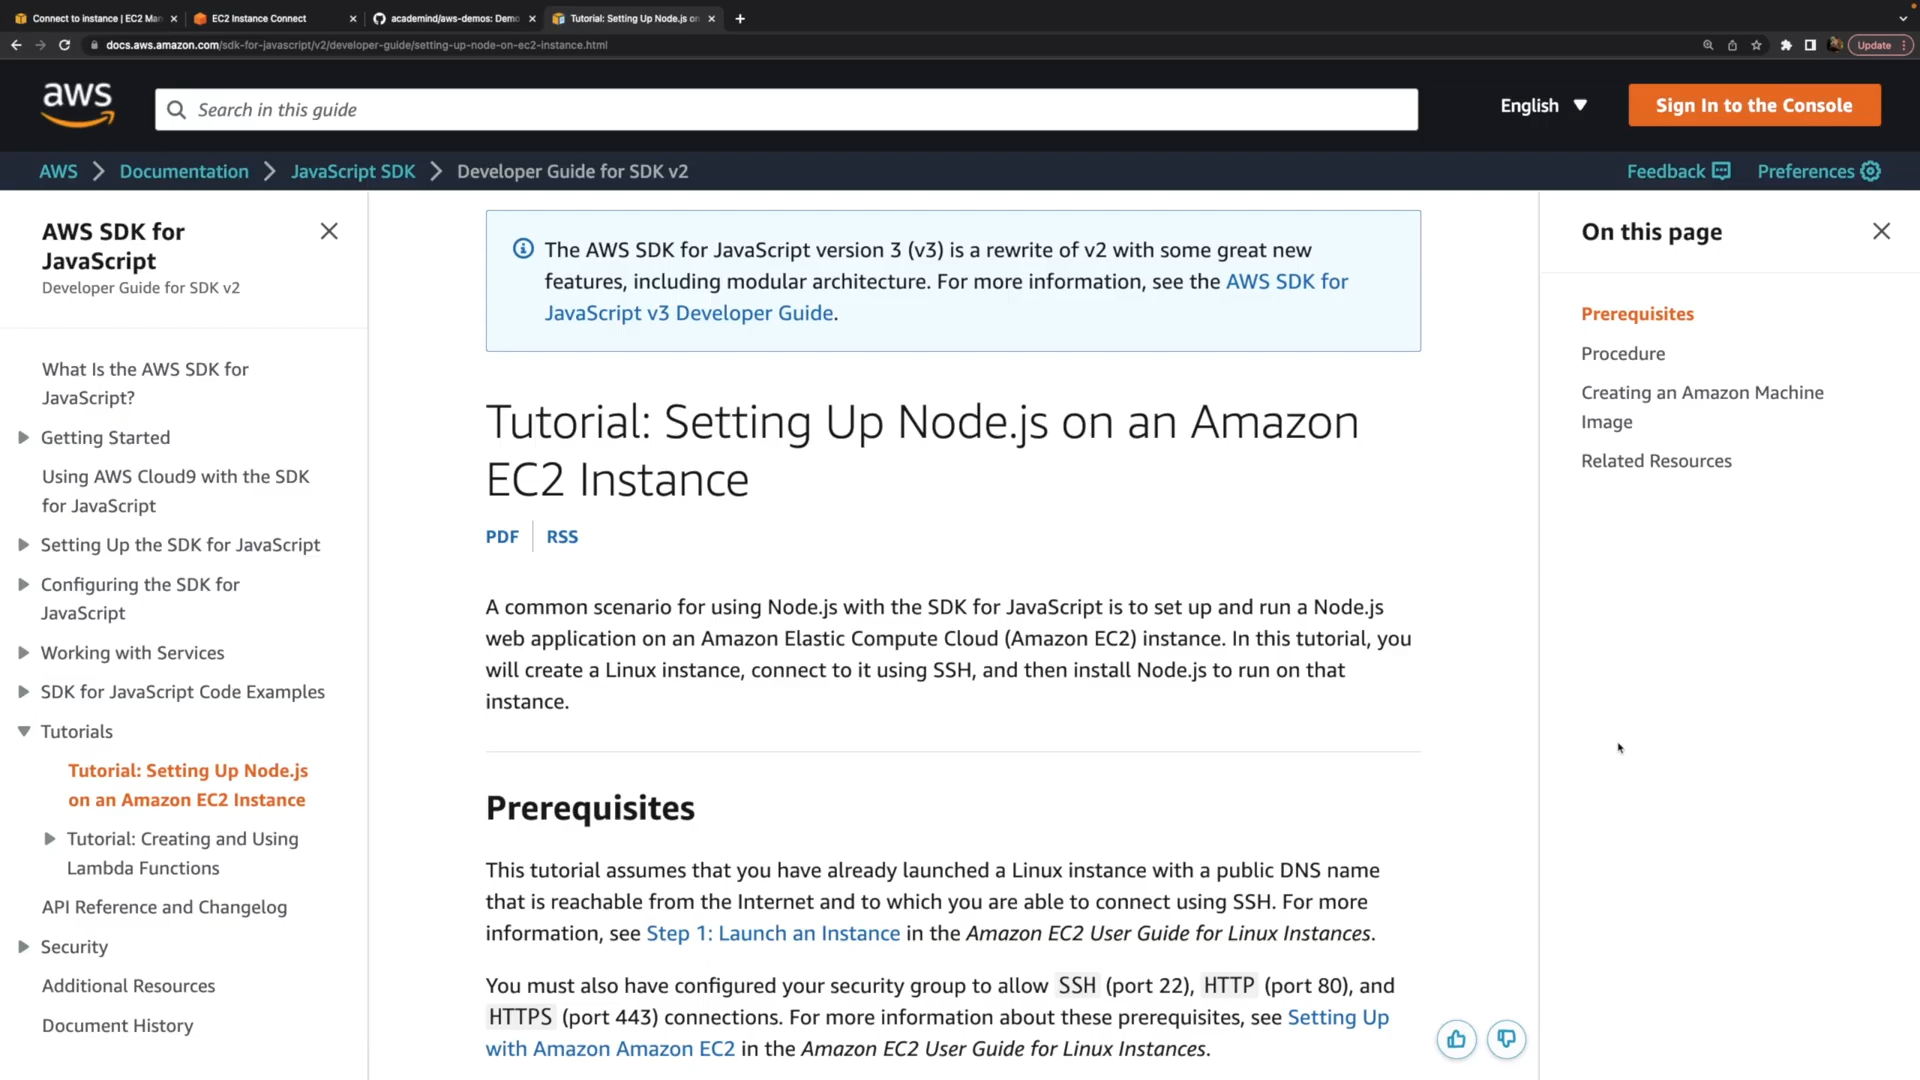 Connect to instance | EC2 Man
EC2 Instance Connect
academind/aws-demos: Demo
Tutorial: Setting Up Node.js on
docs.aws.amazon.com/sdk-for-javascript/v2/developer-guide/setting-up-node-on-ec2-instance.html
Update
aws
Search in this guide
English
Sign In to the Console
AWS
Documentation
JavaScript SDK
Developer Guide for SDK v2
Feedback
Preferences
AWS SDK for
JavaScript
Developer Guide for SDK v2
What Is the AWS SDK for
JavaScript?
Getting Started
Using AWS Cloud9 with the SDK
for JavaScript
Setting Up the SDK for JavaScript
Configuring the SDK for
JavaScript
Working with Services
SDK for JavaScript Code Examples
Tutorials
Tutorial: Setting Up Node.js
on an Amazon EC2 Instance
Tutorial: Creating and Using
Lambda Functions
API Reference and Changelog
Security
Additional Resources
Document History
The AWS SDK for JavaScript version 3 (v3) is a rewrite of v2 with some great new
features, including modular architecture. For more information, see the AWS SDK for
JavaScript v3 Developer Guide.
Tutorial: Setting Up Node.js on an Amazon
EC2 Instance
PDF
RSS
A common scenario for using Node.js with the SDK for JavaScript is to set up and run a Node.js
web application on an Amazon Elastic Compute Cloud (Amazon EC2) instance. In this tutorial, you
will create a Linux instance, connect to it using SSH, and then install Node.js to run on that
instance.
Prerequisites
This tutorial assumes that you have already launched a Linux instance with a public DNS name
that is reachable from the Internet and to which you are able to connect using SSH. For more
information, see Step 1: Launch an Instance in the Amazon EC2 User Guide for Linux Instances.
You must also have configured your security group to allow SSH (port 22), HTTP (port 80), and
HTTPS (port 443) connections. For more information about these prerequisites, see Setting Up
with Amazon Amazon EC2 in the Amazon EC2 User Guide for Linux Instances.
On this page
Prerequisites
Procedure
Creating an Amazon Machine
Image
Related Resources